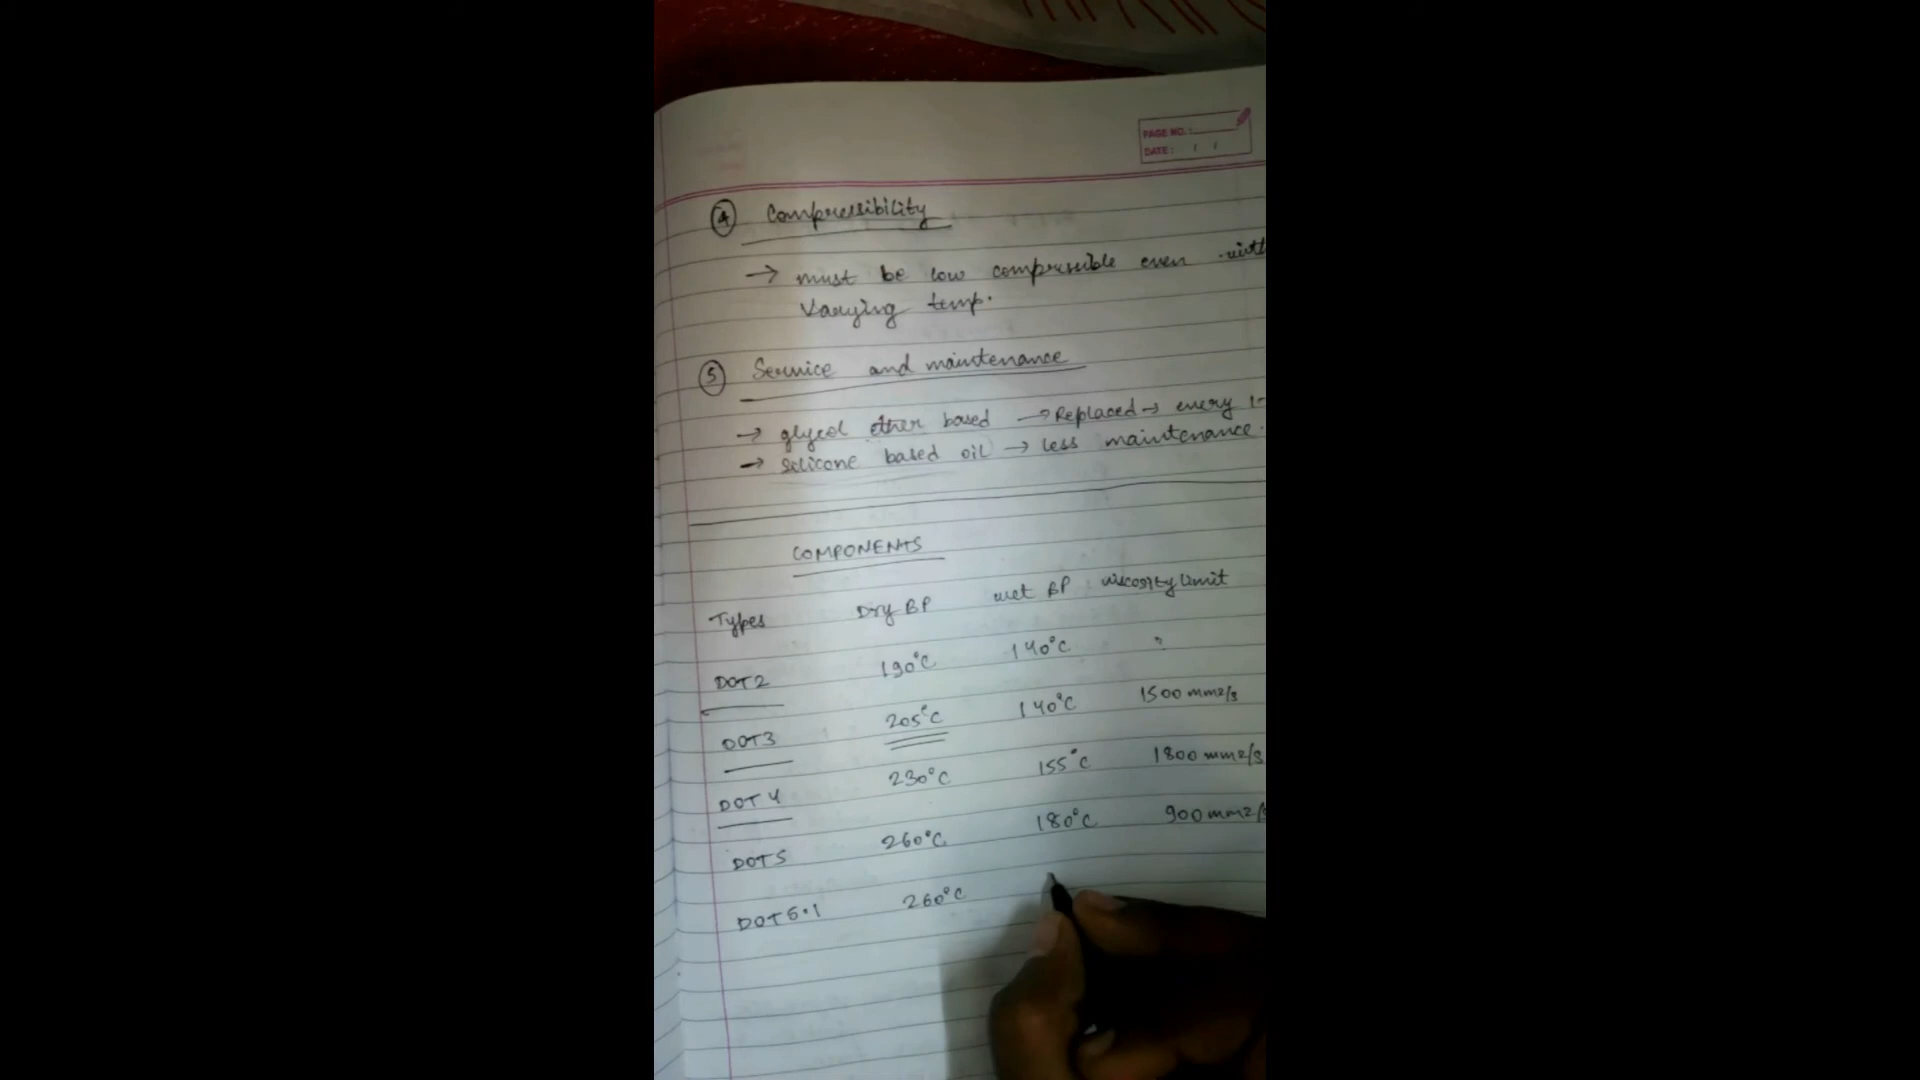 PAGE NO.:
DATE: / /
④ Compressibility
→ must be low compressible even with
varying temp.
⑤ Service and maintenance
→ glycol ether based → Replaced → every 1-
→ silicone based oil → less maintenance.
COMPONENTS
Types Dry BP wet BP viscosity limit
DOT2 190°C 140°C
DOT3 205°C 140°C 1500 mm2/s
DOT4 230°C 155°C 1800 mm2/s
DOT5 260°C 180°C 900 mm2/s
DOT5.1 260°C